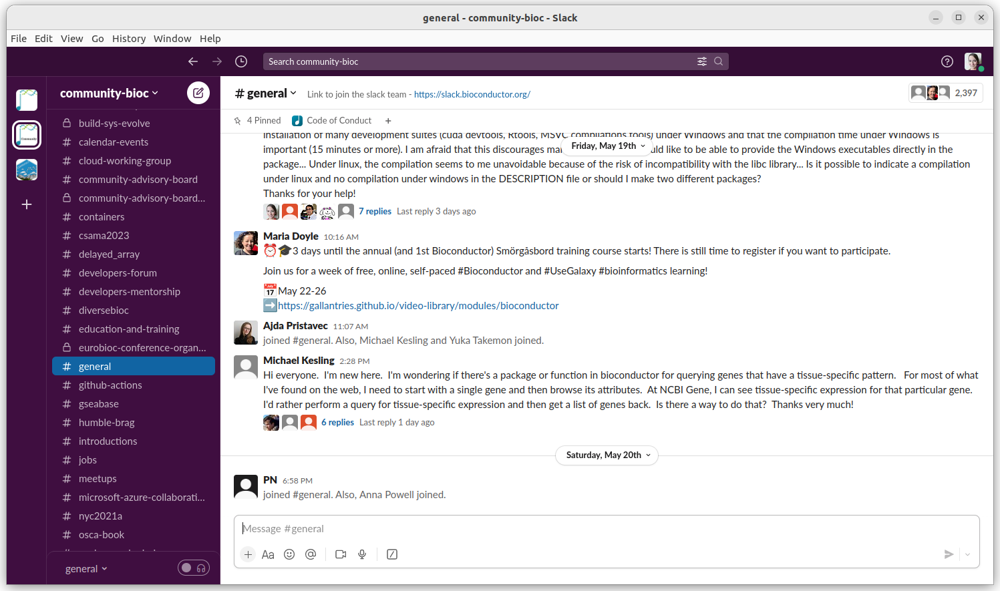 general - community-bioc - Slack
File Edit View Go History Window Help
Search community-bioc
community-bioc
build-sys-evolve
# calendar-events
# cloud-working-group
# community-advisory-board
community-advisory-board...
# containers
# csama2023
# delayed_array
# developers-forum
# developers-mentorship
# diversebioc
# education-and-training
eurobioc-conference-organ...
# general
# github-actions
# gseabase
# humble-brag
# introductions
# jobs
# meetups
# microsoft-azure-collaborati...
# nyc2021a
# osca-book
general
# general
Link to join the slack team - https://slack.bioconductor.org/
2,397
4 Pinned
Code of Conduct
installation of many development suites (cuda devtools, Rtools, MSVC compilations tools) under Windows and that the compilation time under Windows is
Friday, May 19th
important (15 minutes or more). I am afraid that this discourages uld like to be able to provide the Windows executables directly in the
package... Under linux, the compilation seems to me unavoidable because of the risk of incompatibility with the libc library... Is it possible to indicate a compilation
under linux and no compilation under windows in the DESCRIPTION file or should I make two different packages?
Thanks for your help!
7 replies Last reply 3 days ago
Maria Doyle 10:16 AM
⏰🎓3 days until the annual (and 1st Bioconductor) Smörgåsbord training course starts! There is still time to register if you want to participate.
Join us for a week of free, online, self-paced #Bioconductor and #UseGalaxy #bioinformatics learning!
📅May 22-26
➡️https://gallantries.github.io/video-library/modules/bioconductor
Ajda Pristavec 11:07 AM
joined #general. Also, Michael Kesling and Yuka Takemon joined.
Michael Kesling 2:28 PM
Hi everyone. I'm new here. I'm wondering if there's a package or function in bioconductor for querying genes that have a tissue-specific pattern. For most of what
I've found on the web, I need to start with a single gene and then browse its attributes. At NCBI Gene, I can see tissue-specific expression for that particular gene.
I'd rather perform a query for tissue-specific expression and then get a list of genes back. Is there a way to do that? Thanks very much!
6 replies Last reply 1 day ago
Saturday, May 20th
PN 6:58 PM
joined #general. Also, Anna Powell joined.
Message #general
Aa